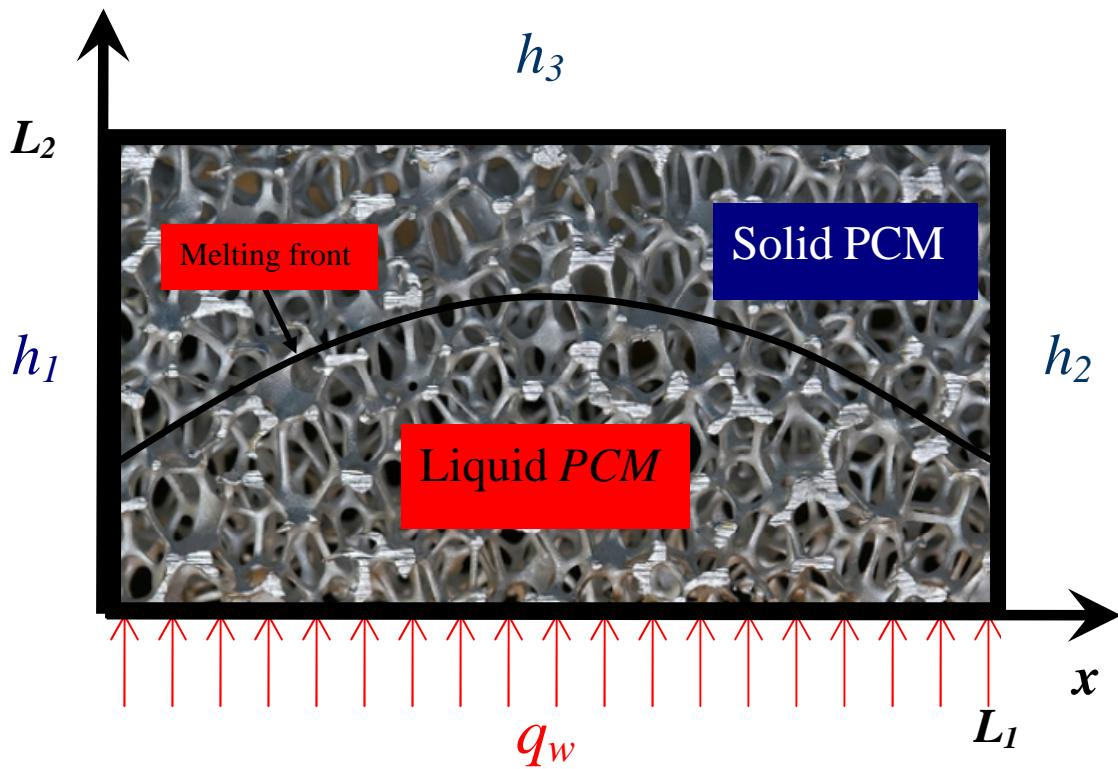 h3
L2
Solid PCM
Melting front
h1
h2
Liquid PCM
x
L1
qw